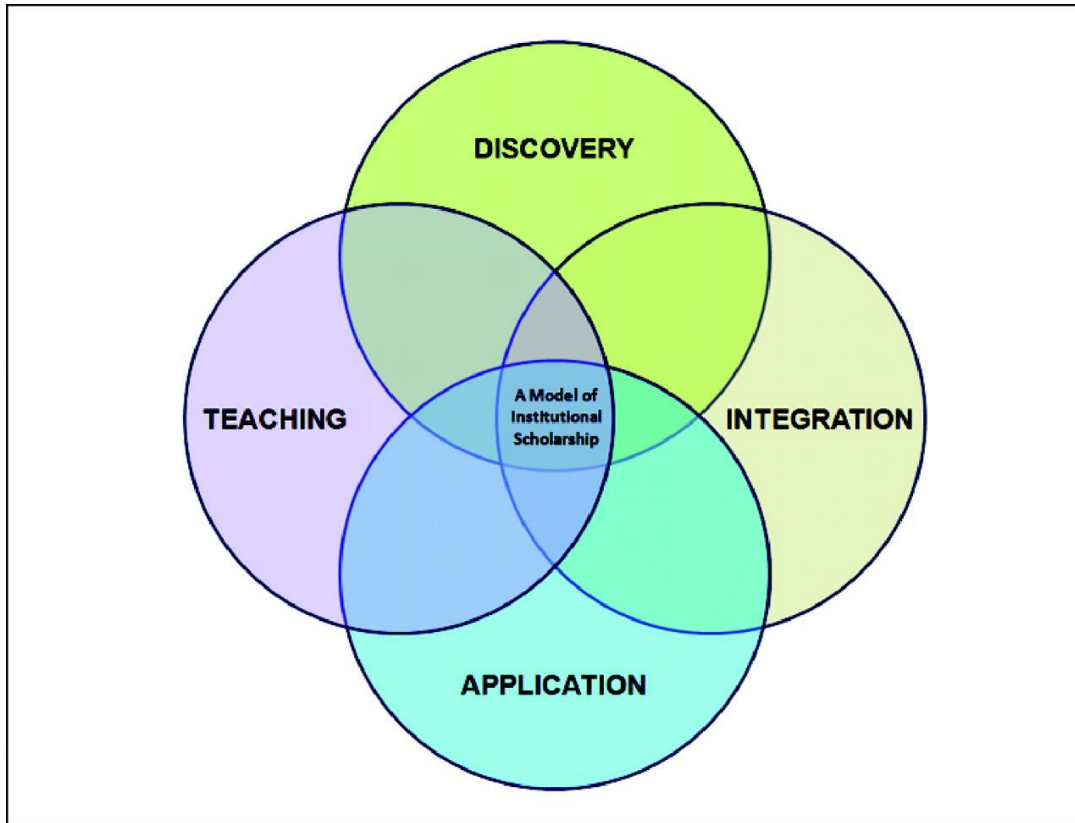 DISCOVERY
TEACHING
A Model of
Institutional
Scholarship
INTEGRATION
APPLICATION